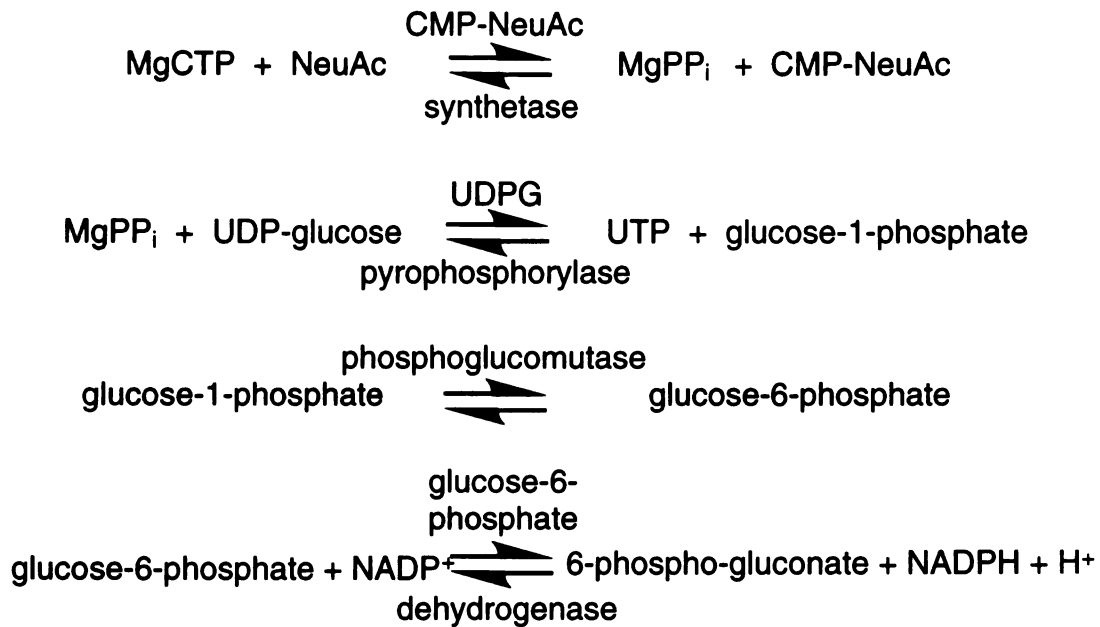 CMP-NeuAc
MgCTP + NeuAc ⇌ MgPPi + CMP-NeuAc
synthetase
UDPG
MgPPi + UDP-glucose ⇌ UTP + glucose-1-phosphate
pyrophosphorylase
phosphoglucomutase
glucose-1-phosphate ⇌ glucose-6-phosphate
glucose-6-
phosphate
glucose-6-phosphate + NADP+ ⇌ 6-phospho-gluconate + NADPH + H+
dehydrogenase